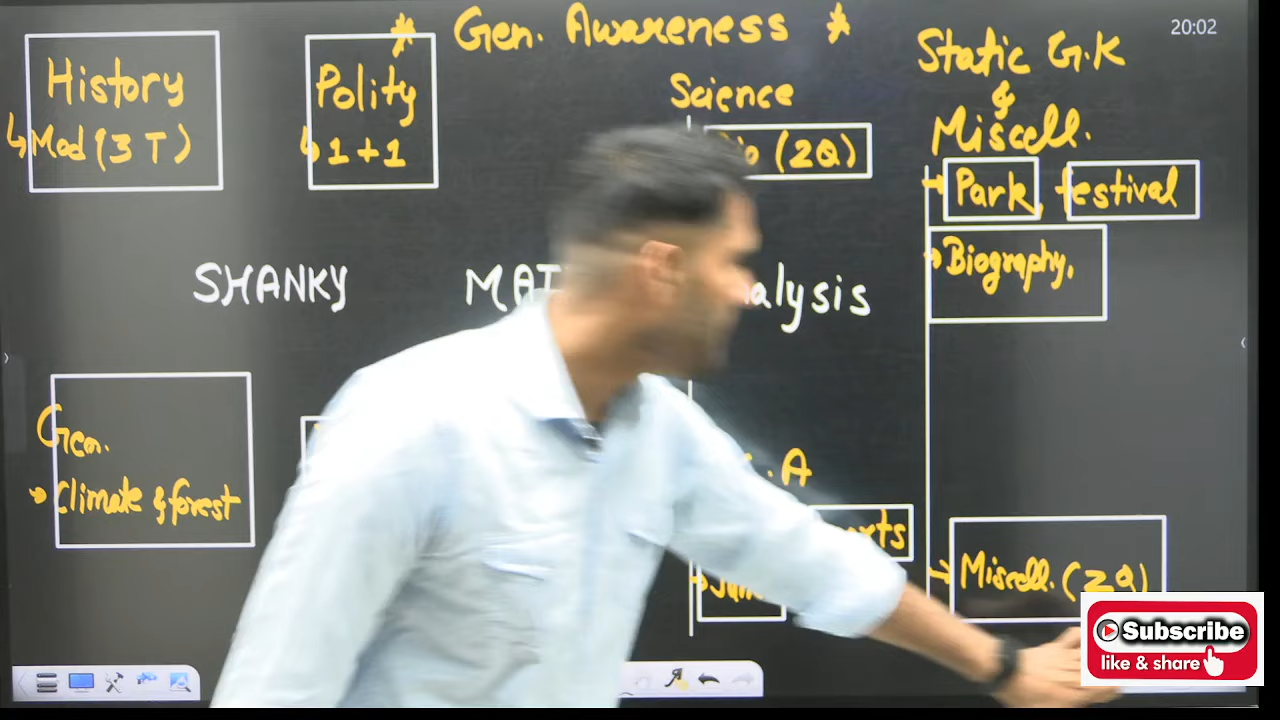 * Gen. Awareness *
20:02
History
↳ Mod (3 T)
Polity
↳ 1 + 1
Science
(2Q)
Static G.K
&
Miscell.
→ Park, festival
→ Biography,
SHANKY
Gen.
→ Climate & forest
→ Miscell. (2Q)
Subscribe
like & share